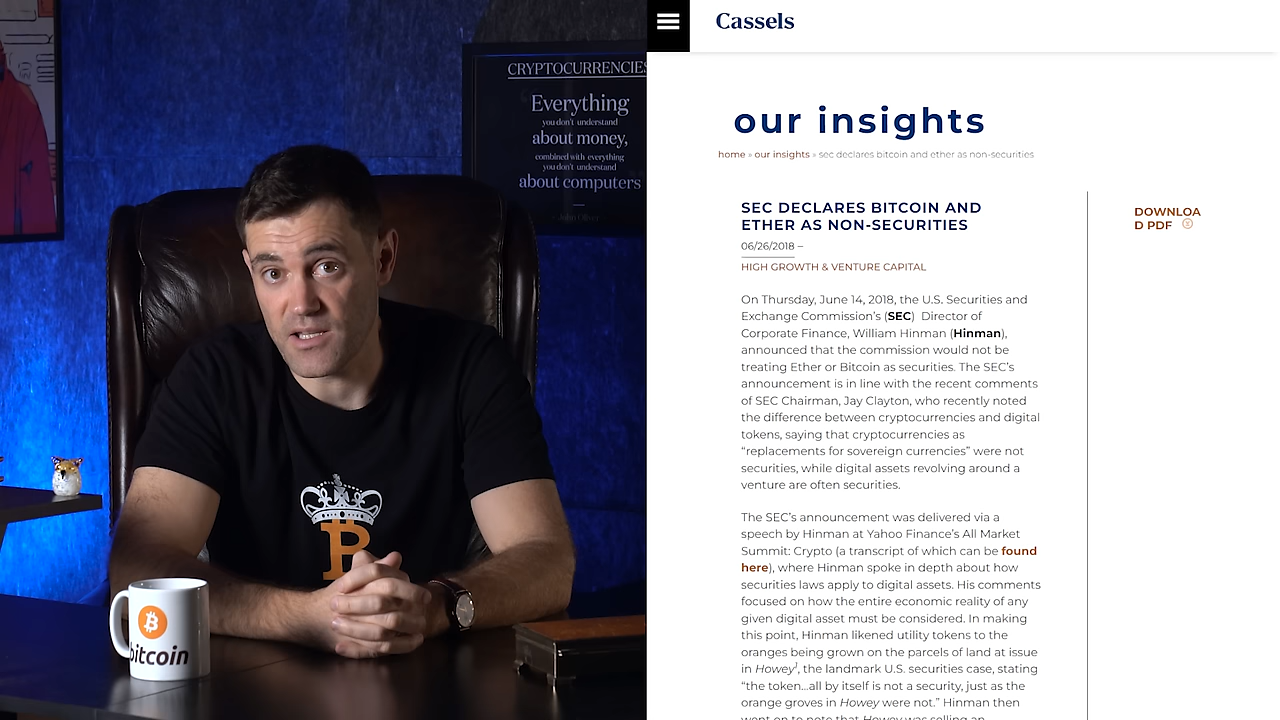 CRYPTOCURRENCIES
Everything
you don't understand
about money,
combined with everything
you don't understand
about computers
- John Oliver
B
bitcoin
Cassels
our insights
home » our insights » sec declares bitcoin and ether as non-securities
SEC DECLARES BITCOIN AND
ETHER AS NON-SECURITIES
06/26/2018 –
HIGH GROWTH & VENTURE CAPITAL
DOWNLOA
D PDF
On Thursday, June 14, 2018, the U.S. Securities and
Exchange Commission's (SEC) Director of
Corporate Finance, William Hinman (Hinman),
announced that the commission would not be
treating Ether or Bitcoin as securities. The SEC's
announcement is in line with the recent comments
of SEC Chairman, Jay Clayton, who recently noted
the difference between cryptocurrencies and digital
tokens, saying that cryptocurrencies as
“replacements for sovereign currencies” were not
securities, while digital assets revolving around a
venture are often securities.
The SEC's announcement was delivered via a
speech by Hinman at Yahoo Finance's All Market
Summit: Crypto (a transcript of which can be found
here), where Hinman spoke in depth about how
securities laws apply to digital assets. His comments
focused on how the entire economic reality of any
given digital asset must be considered. In making
this point, Hinman likened utility tokens to the
oranges being grown on the parcels of land at issue
in Howey¹, the landmark U.S. securities case, stating
“the token...all by itself is not a security, just as the
orange groves in Howey were not.” Hinman then
went on to note that Howey was selling an